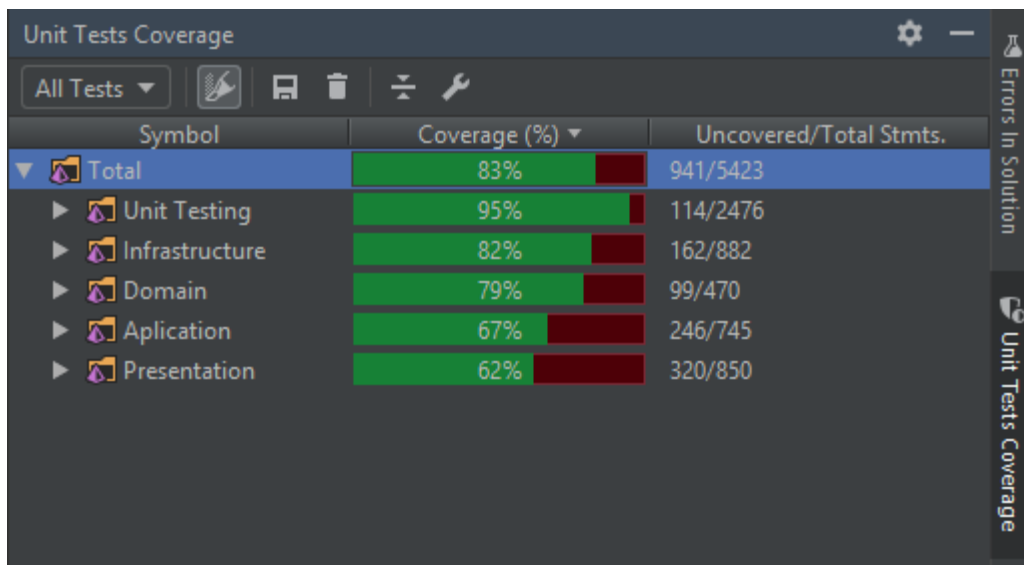 Unit Tests Coverage
All Tests
Symbol Coverage (%) Uncovered/Total Stmts.
Total 83% 941/5423
Unit Testing 95% 114/2476
Infrastructure 82% 162/882
Domain 79% 99/470
Aplication 67% 246/745
Presentation 62% 320/850
Errors In Solution
Unit Tests Coverage